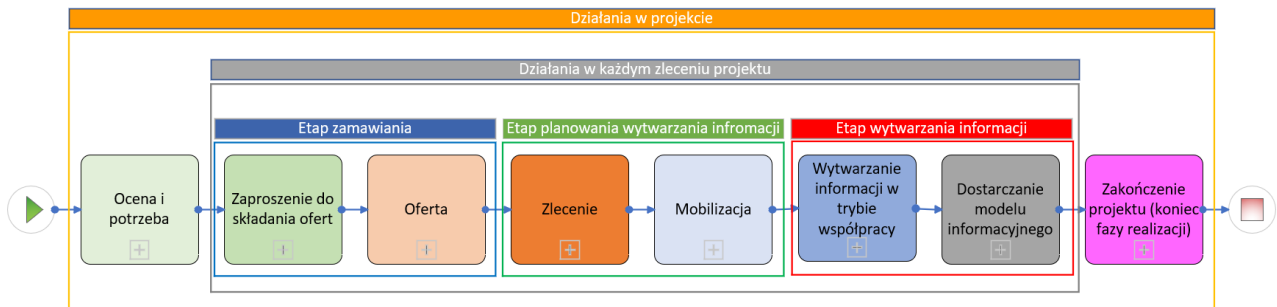 Działania w projekcie
Działania w każdym zleceniu projektu
Etap zamawiania
Etap planowania wytwarzania infromacji
Etap wytwarzania informacji
Ocena i
potrzeba
Zaproszenie do
składania ofert
Oferta
Zlecenie
Mobilizacja
Wytwarzanie
informacji w
trybie
współpracy
Dostarczanie
modelu
informacyjnego
Zakończenie
projektu (koniec
fazy realizacji)